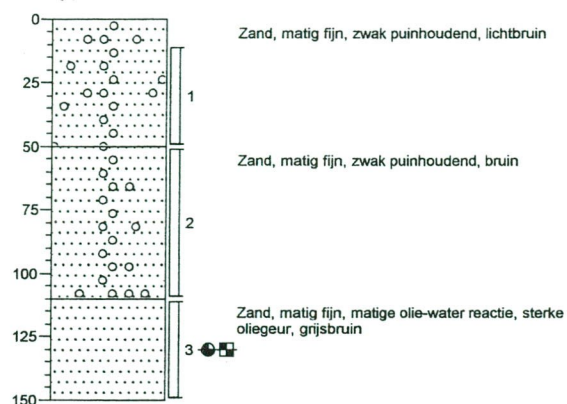 0
Zand, matig fijn, zwak puinhoudend, lichtbruin
25
1
50
Zand, matig fijn, zwak puinhoudend, bruin
75
2
100
Zand, matig fijn, matige olie-water reactie, sterke
oliegeur, grijsbruin
125
3
150